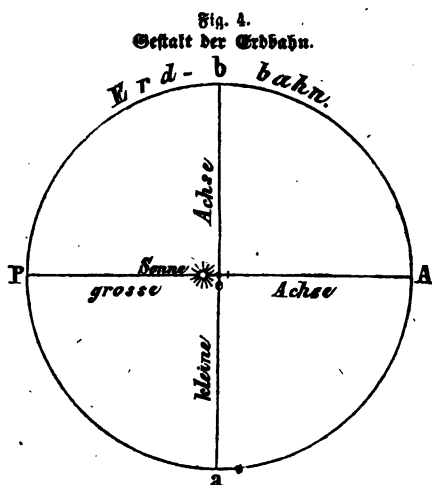 Fig. 4.
Gestalt der Erdbahn.
Erd- b bahn.
Achse
Sonne
P A
o
grosse Achse
kleine
a